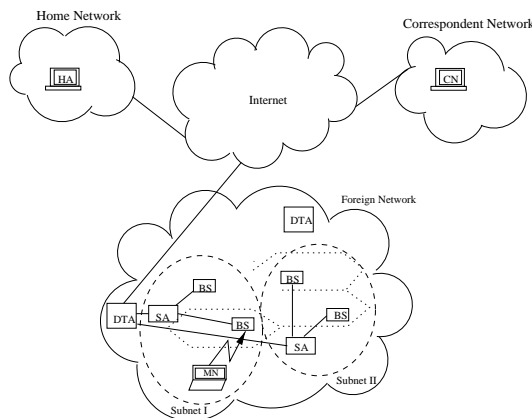 Home Network
Correspondent Network
HA
CN
Internet
Foreign Network
DTA
BS
BS
SA
BS
BS
DTA
SA
MN
Subnet I
Subnet II